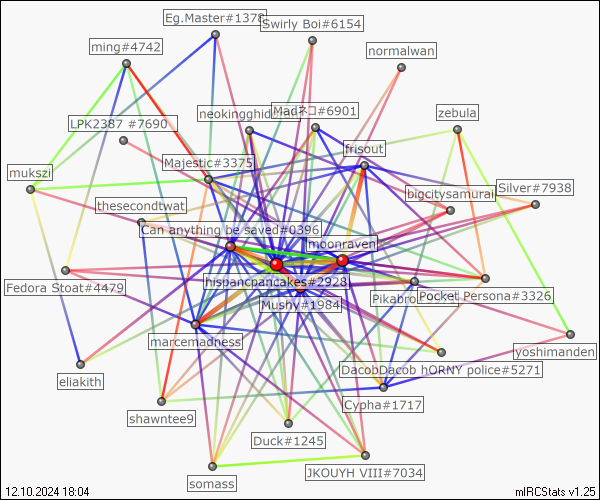 Eg.Master#1378
Swirly Boi#6154
ming#4742
normalwan
neokingghid
Madネコ#6901
zebula
LPK2387 #7690
frisout
Majestic#3375
mukszi
bigcitysamurai
Silver#7938
thesecondtwat
Can anything be saved#0396
moonraven
hispancpancakes#2928
Fedora Stoat#4479
Pikabro
Pocket Persona#3326
Mushy#1984
marcemadness
yoshimanden
DacobDacob hORNY police#5271
eliakith
Cypha#1717
shawntee9
Duck#1245
JKOUYH VIII#7034
somass
12.10.2024 18:04
mIRCStats v1.25